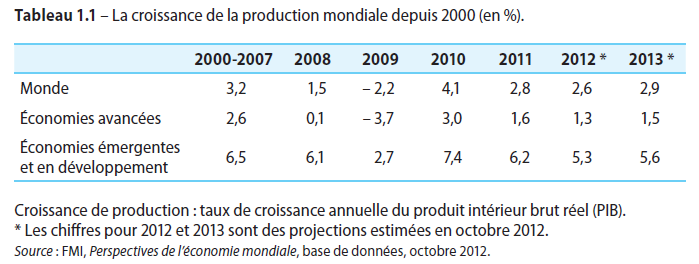 Tableau 1.1 – La croissance de la production mondiale depuis 2000 (en %).
2000-2007 2008 2009 2010 2011 2012 * 2013 *
Monde 3,2 1,5 – 2,2 4,1 2,8 2,6 2,9
Économies avancées 2,6 0,1 – 3,7 3,0 1,6 1,3 1,5
Économies émergentes
et en développement 6,5 6,1 2,7 7,4 6,2 5,3 5,6
Croissance de production : taux de croissance annuelle du produit intérieur brut réel (PIB).
* Les chiffres pour 2012 et 2013 sont des projections estimées en octobre 2012.
Source : FMI, Perspectives de l’économie mondiale, base de données, octobre 2012.